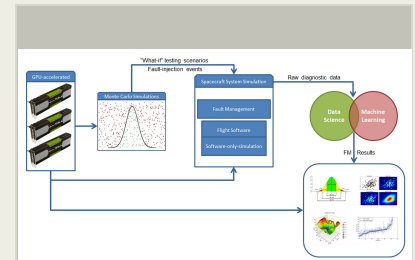 "What-if" testing scenarios
Fault-injection events
GPU-accelerated
Monte Carlo Simulations
Spacecraft System Simulation
Fault Management
Flight Software
Software-only-simulation
Raw diagnostic data
Data
Science
Machine
Learning
FM Results